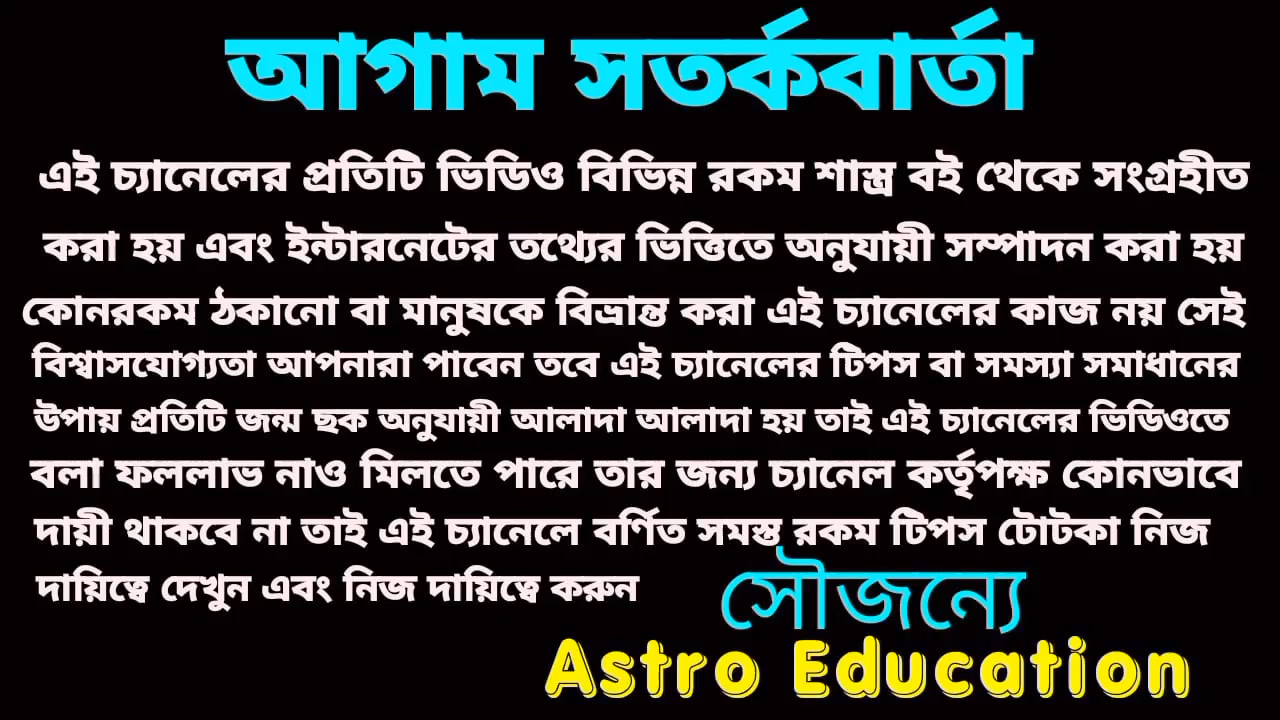 আগাম সতর্কবার্তা
এই চ্যানেলের প্রতিটি ভিডিও বিভিন্ন রকম শাস্ত্র বই থেকে সংগ্রহীত
করা হয় এবং ইন্টারনেটের তথ্যের ভিত্তিতে অনুযায়ী সম্পাদন করা হয়
কোনরকম ঠকানো বা মানুষকে বিভ্রান্ত করা এই চ্যানেলের কাজ নয় সেই
বিশ্বাসযোগ্যতা আপনারা পাবেন তবে এই চ্যানেলের টিপস বা সমস্যা সমাধানের
উপায় প্রতিটি জন্ম ছক অনুযায়ী আলাদা আলাদা হয় তাই এই চ্যানেলের ভিডিওতে
বলা ফললাভ নাও মিলতে পারে তার জন্য চ্যানেল কর্তৃপক্ষ কোনভাবে
দায়ী থাকবে না তাই এই চ্যানেলে বর্ণিত সমস্ত রকম টিপস টোটকা নিজ
দায়িত্বে দেখুন এবং নিজ দায়িত্বে করুন
সৌজন্যে
Astro Education